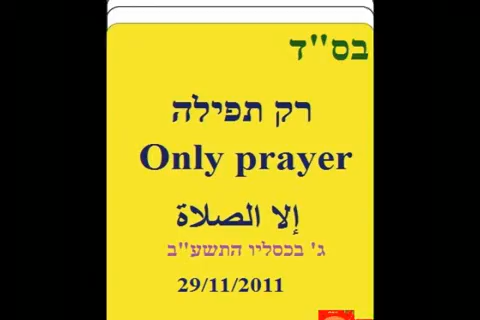 בס"ד
רק תפילה
Only prayer
إلا الصلاة
ג' בכסליו התשע"ב
29/11/2011